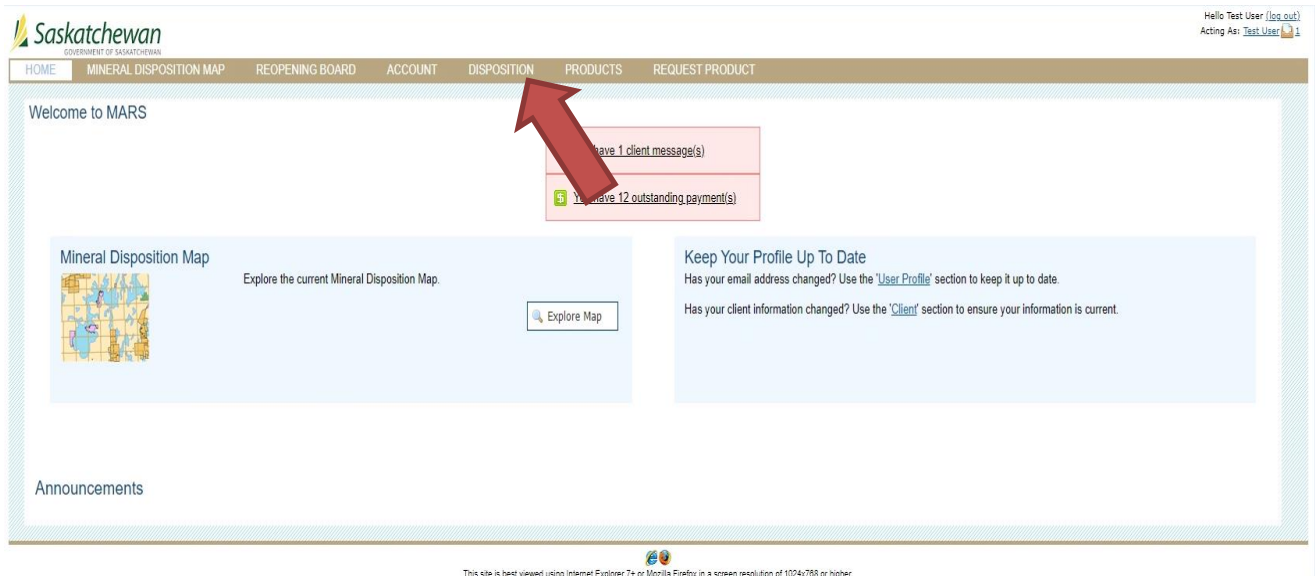 Saskatchewan
GOVERNMENT OF SASKATCHEWAN
Hello Test User (log out)
Acting As: Test User 1
HOME MINERAL DISPOSITION MAP REOPENING BOARD ACCOUNT DISPOSITION PRODUCTS REQUEST PRODUCT
Welcome to MARS
have 1 client message(s)
have 12 outstanding payment(s)
Mineral Disposition Map
Explore the current Mineral Disposition Map.
Explore Map
Keep Your Profile Up To Date
Has your email address changed? Use the 'User Profile' section to keep it up to date.
Has your client information changed? Use the 'Client' section to ensure your information is current.
Announcements
This site is best viewed using Internet Explorer 7+ or Mozilla Firefox in a screen resolution of 1024x768 or higher